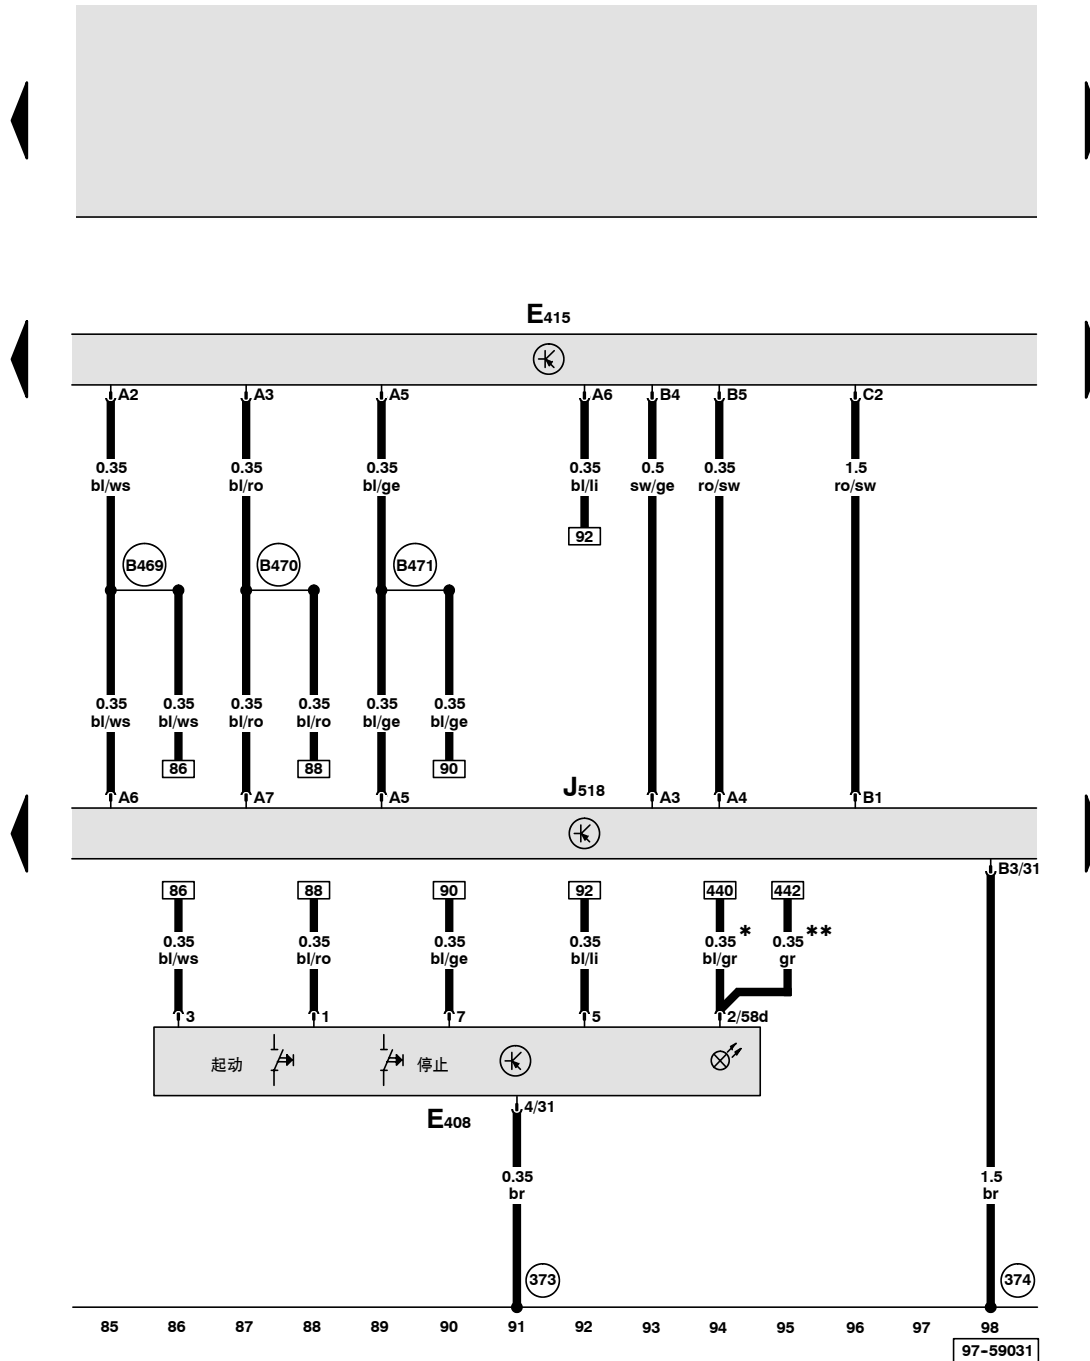 E415
A2 A3 A5 A6 B4 B5 C2
0.35 0.35 0.35 0.35 0.5 0.35 1.5
bl/ws bl/ro bl/ge bl/li sw/ge ro/sw ro/sw
92
B469 B470 B471
0.35 0.35 0.35 0.35 0.35 0.35
bl/ws bl/ws bl/ro bl/ro bl/ge bl/ge
86 88 90
J518
A6 A7 A5 A3 A4 B1
B3/31
86 88 90 92 440 442
0.35 0.35 0.35 0.35 0.35 * 0.35 **
bl/ws bl/ro bl/ge bl/li bl/gr gr
3 1 7 5 2/58d
起动 停止
E408
4/31
0.35 1.5
br br
373 374
85 86 87 88 89 90 91 92 93 94 95 96 97 98
97-59031